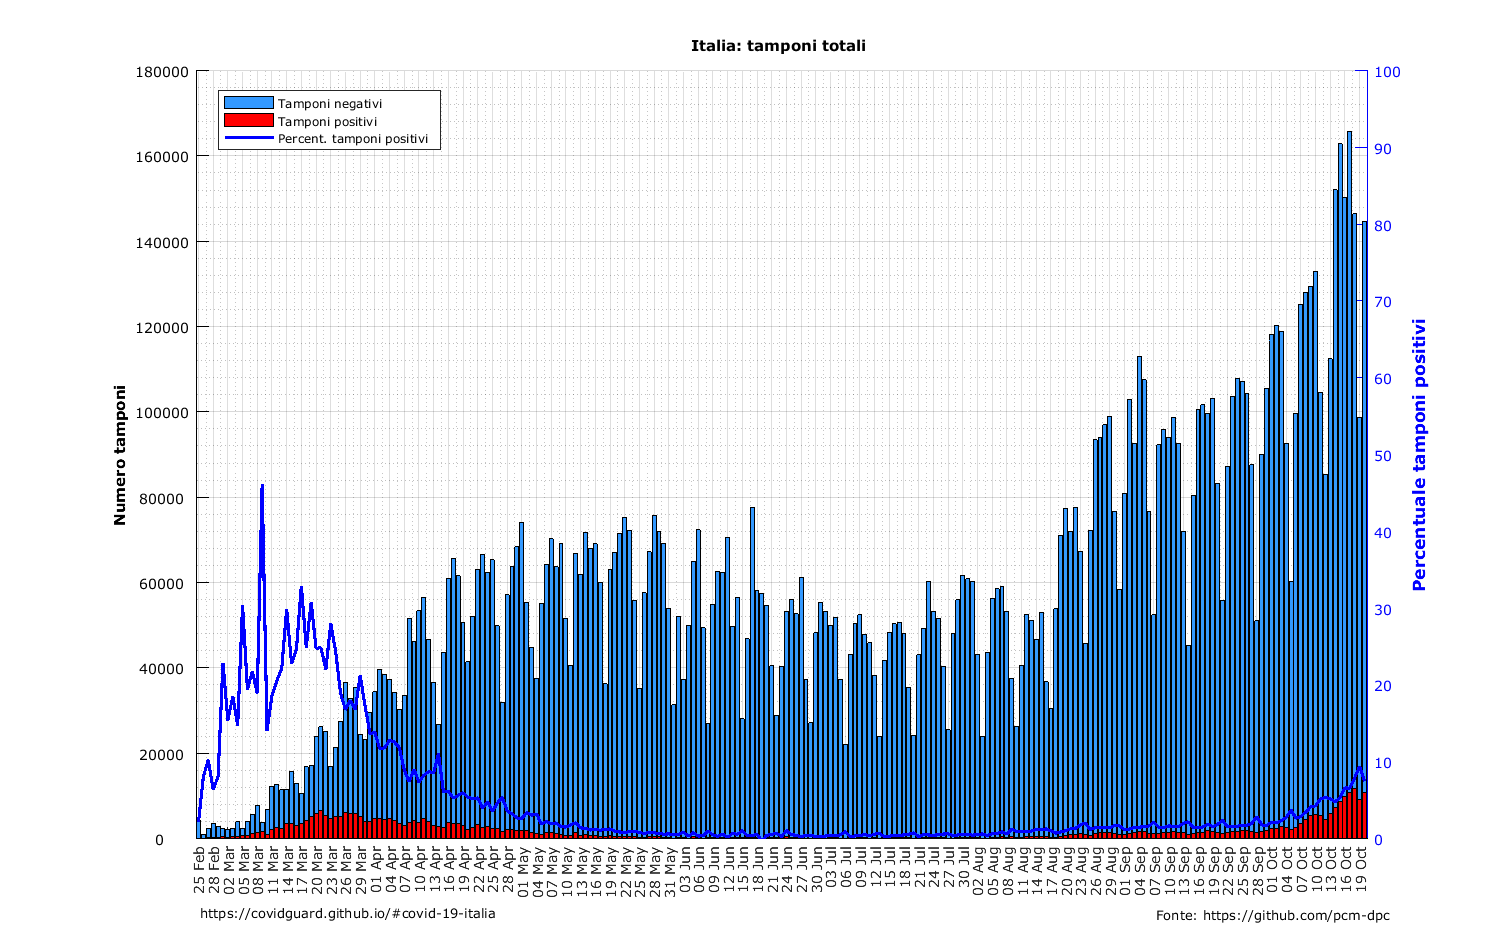 Italia: tamponi totali
Tamponi negativi
Tamponi positivi
Percent. tamponi positivi
Numero tamponi
180000
160000
140000
120000
100000
80000
60000
40000
20000
0
Percentuale tamponi positivi
100
90
80
70
60
50
40
30
20
10
0
25 Feb
28 Feb
02 Mar
05 Mar
08 Mar
11 Mar
14 Mar
17 Mar
20 Mar
23 Mar
26 Mar
29 Mar
01 Apr
04 Apr
07 Apr
10 Apr
13 Apr
16 Apr
19 Apr
22 Apr
25 Apr
28 Apr
01 May
04 May
07 May
10 May
13 May
16 May
19 May
22 May
25 May
28 May
31 May
03 Jun
06 Jun
09 Jun
12 Jun
15 Jun
18 Jun
21 Jun
24 Jun
27 Jun
30 Jun
03 Jul
06 Jul
09 Jul
12 Jul
15 Jul
18 Jul
21 Jul
24 Jul
27 Jul
30 Jul
02 Aug
05 Aug
08 Aug
11 Aug
14 Aug
17 Aug
20 Aug
23 Aug
26 Aug
29 Aug
01 Sep
04 Sep
07 Sep
10 Sep
13 Sep
16 Sep
19 Sep
22 Sep
25 Sep
28 Sep
01 Oct
04 Oct
07 Oct
10 Oct
13 Oct
16 Oct
19 Oct
https://covidguard.github.io/#covid-19-italia
Fonte: https://github.com/pcm-dpc